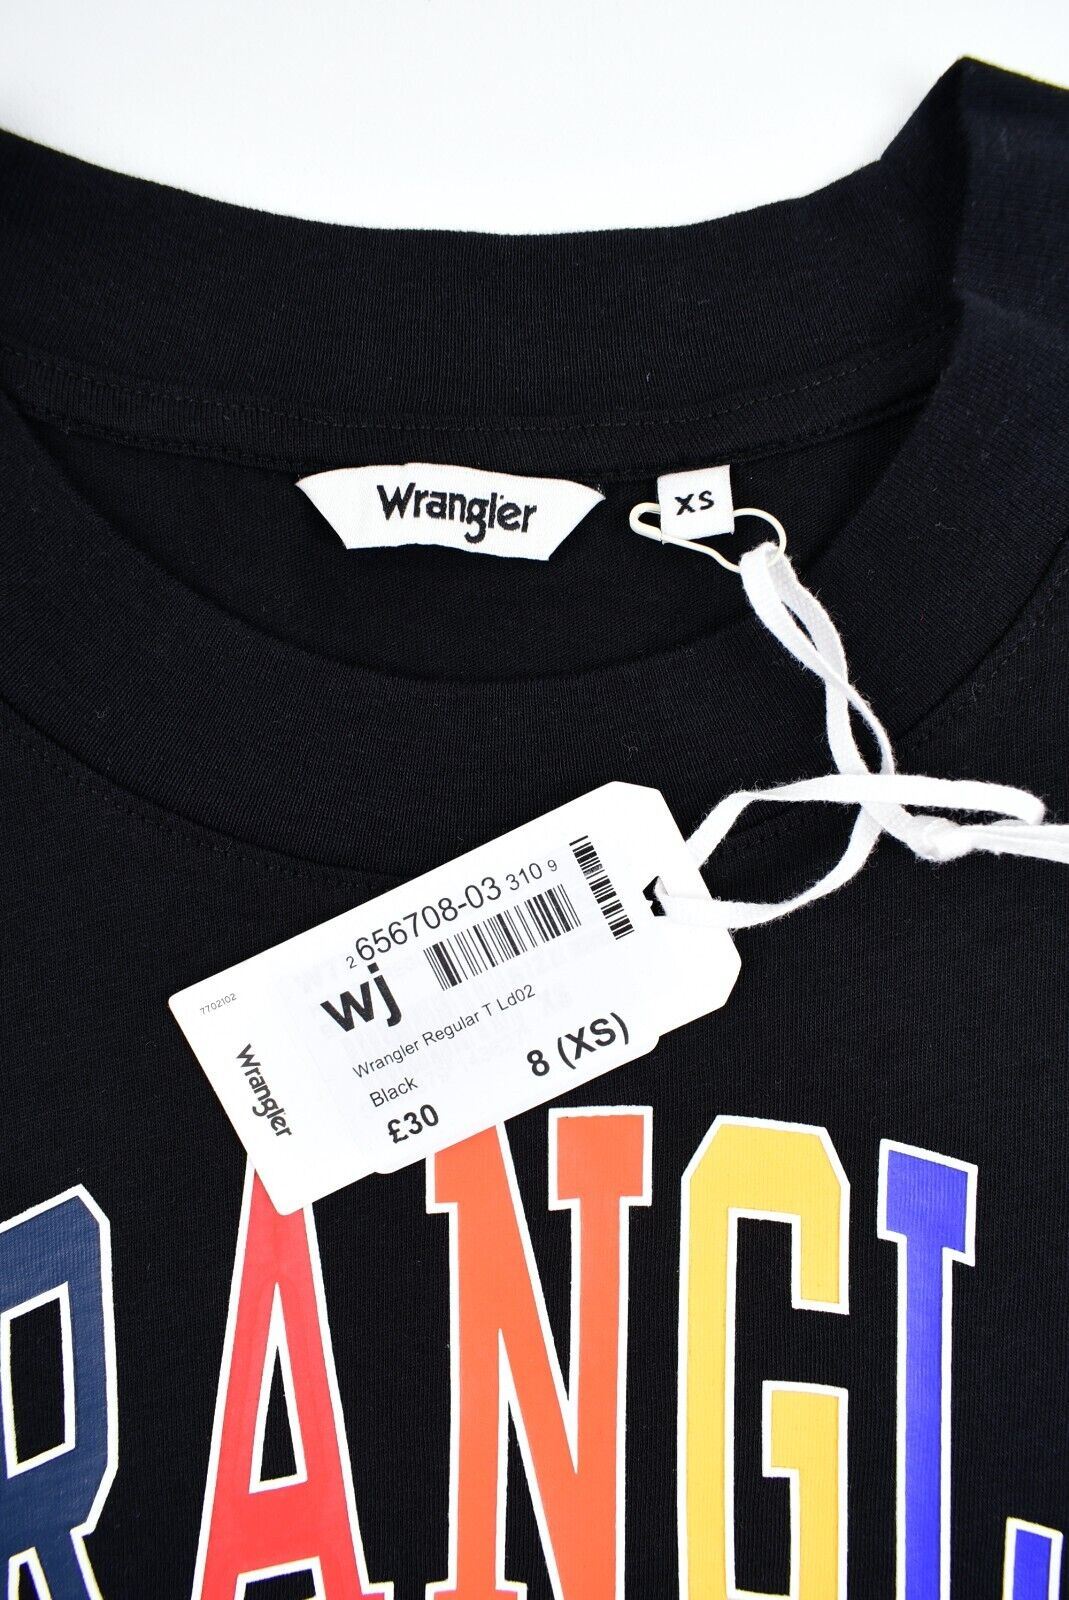 Wrangler
XS
2 656708-03 310 9
wj
7702102
Wrangler
Wrangler Regular T Ld02
Black
8 (XS)
£30
RANGL